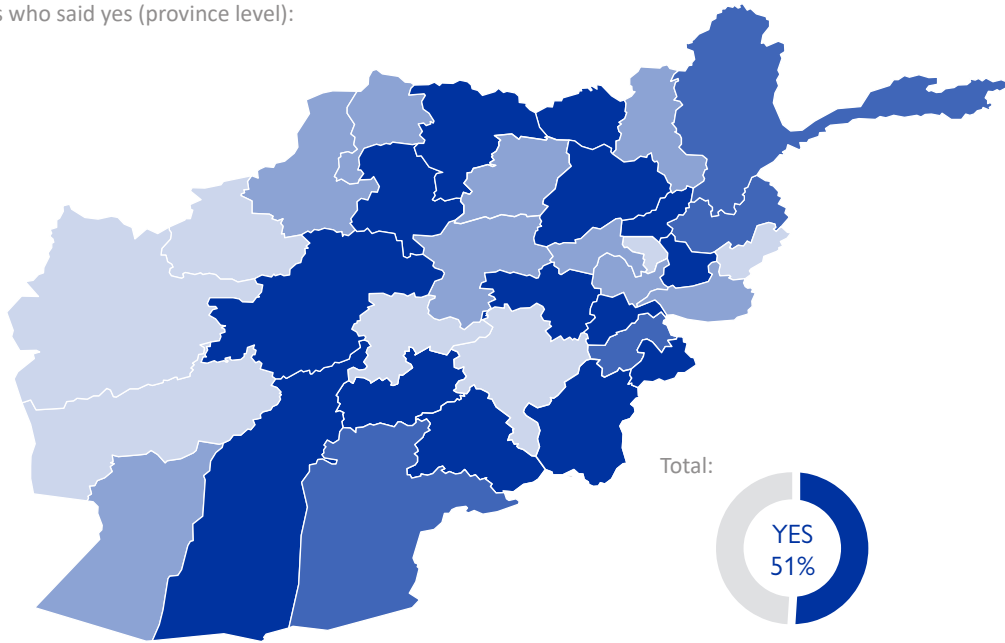 who said yes (province level):
Total:
YES
51%